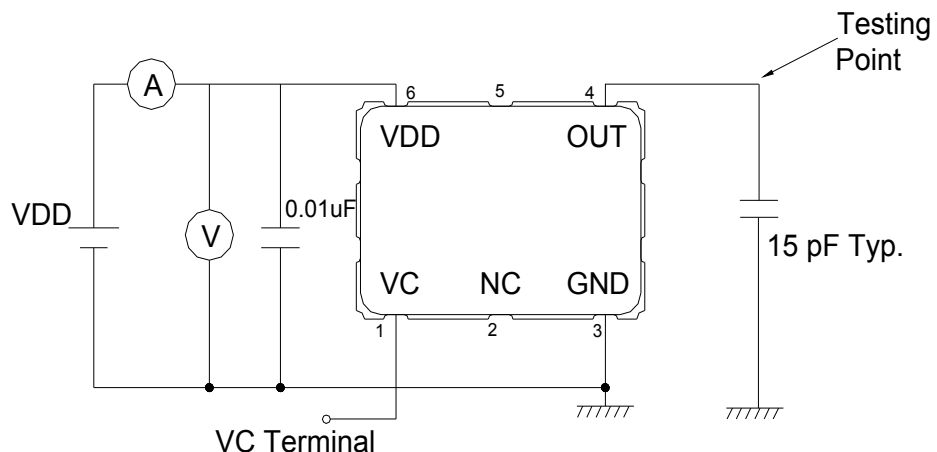 Testing
Point
A
6
5
4
VDD
OUT
VDD
0.01uF
V
15 pF Typ.
VC
NC
GND
1
2
3
VC Terminal